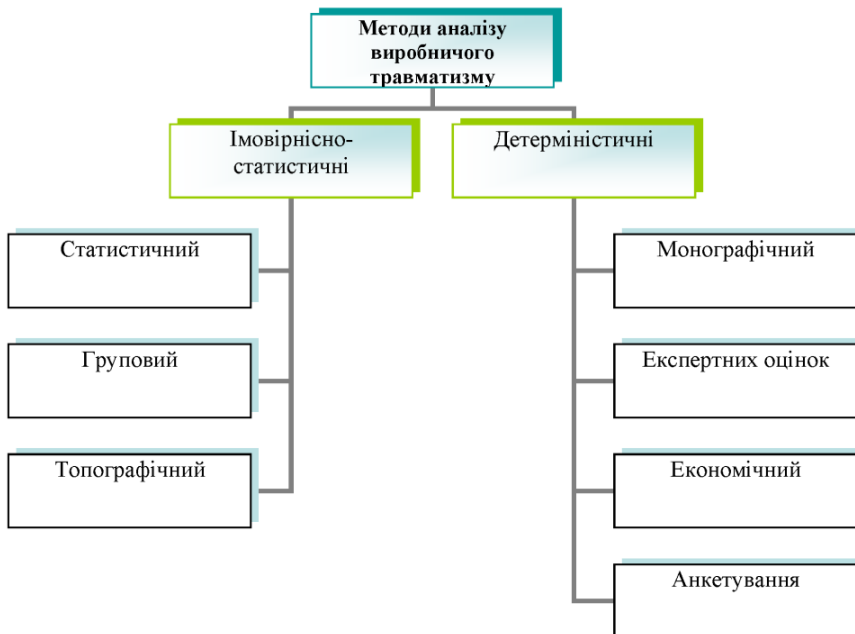 Методи аналізу
виробничого
травматизму
Імовірнісно-
статистичні
Детерміністичні
Статистичний
Груповий
Топографічний
Монографічний
Експертних оцінок
Економічний
Анкетування